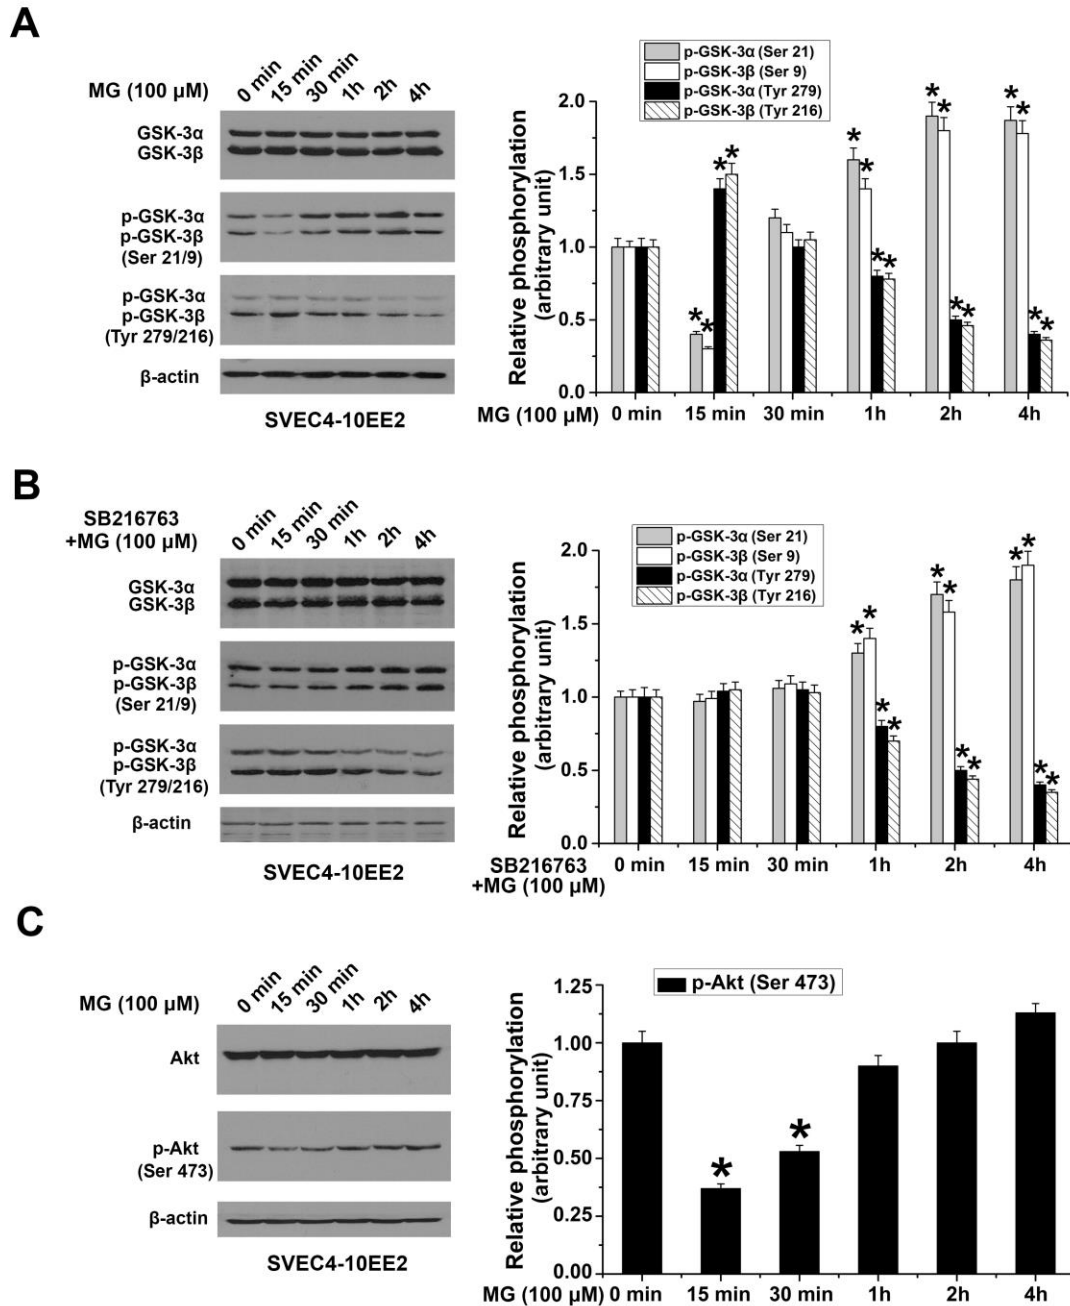 A
MG (100 μM)
0 min
15 min
30 min
1h
2h
4h
GSK-3α
GSK-3β
p-GSK-3α
p-GSK-3β
(Ser 21/9)
p-GSK-3α
p-GSK-3β
(Tyr 279/216)
β-actin
SVEC4-10EE2
p-GSK-3α (Ser 21)
p-GSK-3β (Ser 9)
p-GSK-3α (Tyr 279)
p-GSK-3β (Tyr 216)
Relative phosphorylation
(arbitrary unit)
2.0
1.5
1.0
0.5
0.0
* * * * * * * * * * * * * * * *
MG (100 μM)
0 min
15 min
30 min
1h
2h
4h
B
SB216763
+MG (100 μM)
0 min
15 min
30 min
1h
2h
4h
GSK-3α
GSK-3β
p-GSK-3α
p-GSK-3β
(Ser 21/9)
p-GSK-3α
p-GSK-3β
(Tyr 279/216)
β-actin
SVEC4-10EE2
p-GSK-3α (Ser 21)
p-GSK-3β (Ser 9)
p-GSK-3α (Tyr 279)
p-GSK-3β (Tyr 216)
Relative phosphorylation
(arbitrary unit)
2.0
1.5
1.0
0.5
0.0
* * * * * * * * * * * *
SB216763
+MG (100 μM)
0 min
15 min
30 min
1h
2h
4h
C
MG (100 μM)
0 min
15 min
30 min
1h
2h
4h
Akt
p-Akt
(Ser 473)
β-actin
SVEC4-10EE2
p-Akt (Ser 473)
Relative phosphorylation
(arbitrary unit)
1.25
1.00
0.75
0.50
0.25
0.00
* *
MG (100 μM)
0 min
15 min
30 min
1h
2h
4h